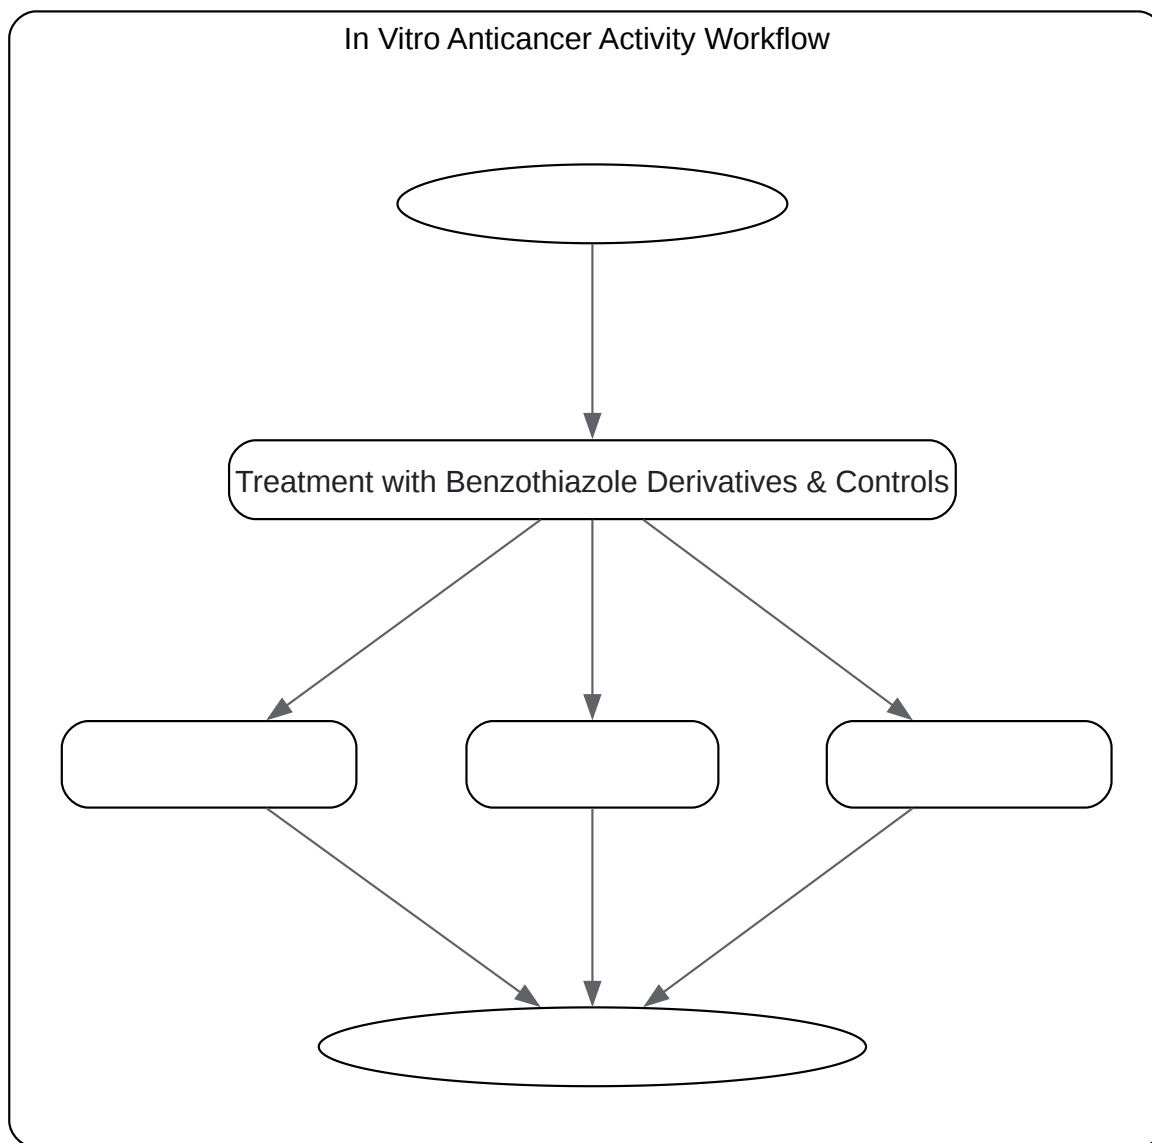 In Vitro Anticancer Activity Workflow
Treatment with Benzothiazole Derivatives & Controls